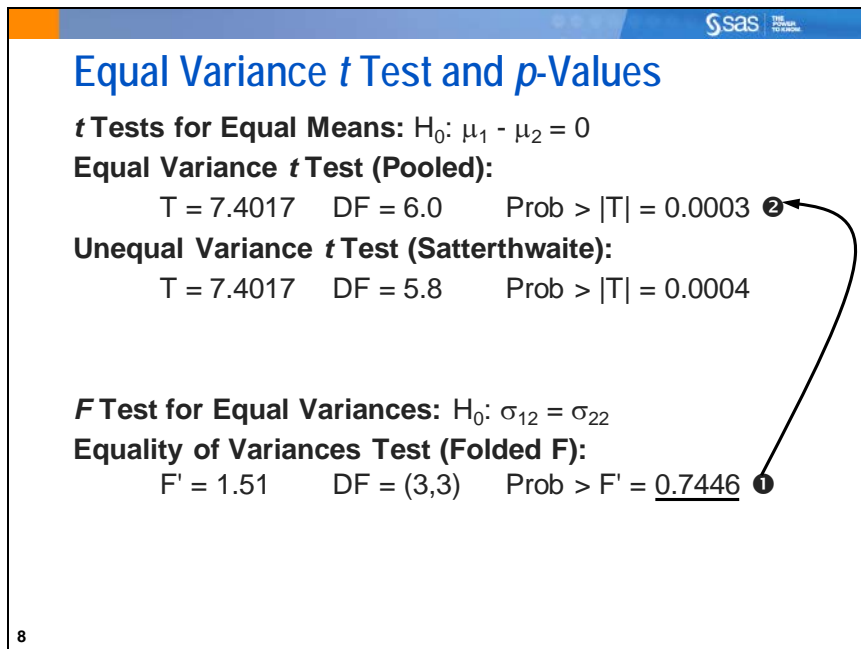 sas THE POWER TO KNOW.
Equal Variance t Test and p-Values
t Tests for Equal Means: H₀: μ₁ - μ₂ = 0
Equal Variance t Test (Pooled):
T = 7.4017 DF = 6.0 Prob > |T| = 0.0003 ❷
Unequal Variance t Test (Satterthwaite):
T = 7.4017 DF = 5.8 Prob > |T| = 0.0004
F Test for Equal Variances: H₀: σ₁₂ = σ₂₂
Equality of Variances Test (Folded F):
F' = 1.51 DF = (3,3) Prob > F' = 0.7446 ❶
8